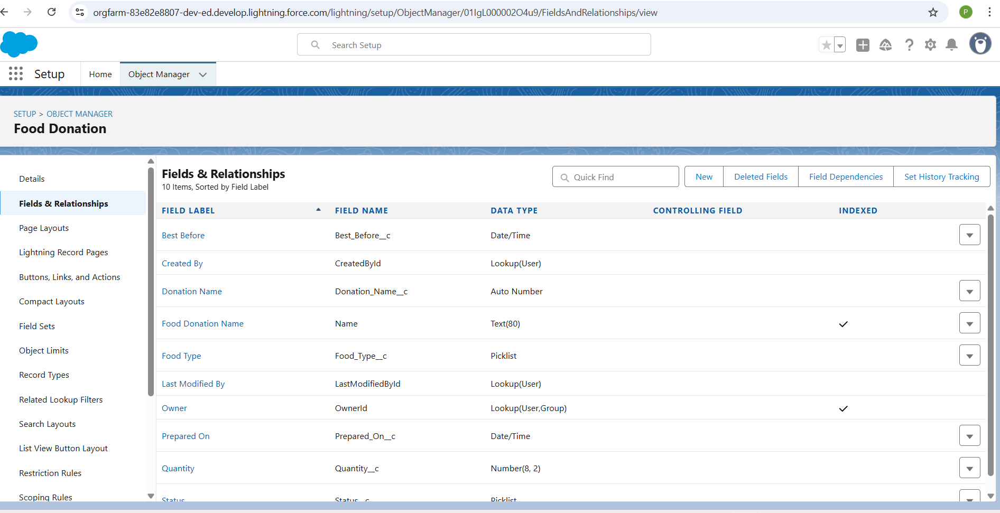 orgfarm-83e82e8807-dev-ed.develop.lightning.force.com/lightning/setup/ObjectManager/01IgL000002O4u9/FieldsAndRelationships/view
P
Search Setup
Setup
Home
Object Manager
SETUP > OBJECT MANAGER
Food Donation
Details
Fields & Relationships
Page Layouts
Lightning Record Pages
Buttons, Links, and Actions
Compact Layouts
Field Sets
Object Limits
Record Types
Related Lookup Filters
Search Layouts
List View Button Layout
Restriction Rules
Scoping Rules
Fields & Relationships
10 Items, Sorted by Field Label
Quick Find
New Deleted Fields Field Dependencies Set History Tracking
FIELD LABEL FIELD NAME DATA TYPE CONTROLLING FIELD INDEXED
Best Before Best_Before__c Date/Time
Created By CreatedById Lookup(User)
Donation Name Donation_Name__c Auto Number
Food Donation Name Name Text(80)
Food Type Food_Type__c Picklist
Last Modified By LastModifiedById Lookup(User)
Owner OwnerId Lookup(User,Group)
Prepared On Prepared_On__c Date/Time
Quantity Quantity__c Number(8, 2)
Status Status__c Picklist